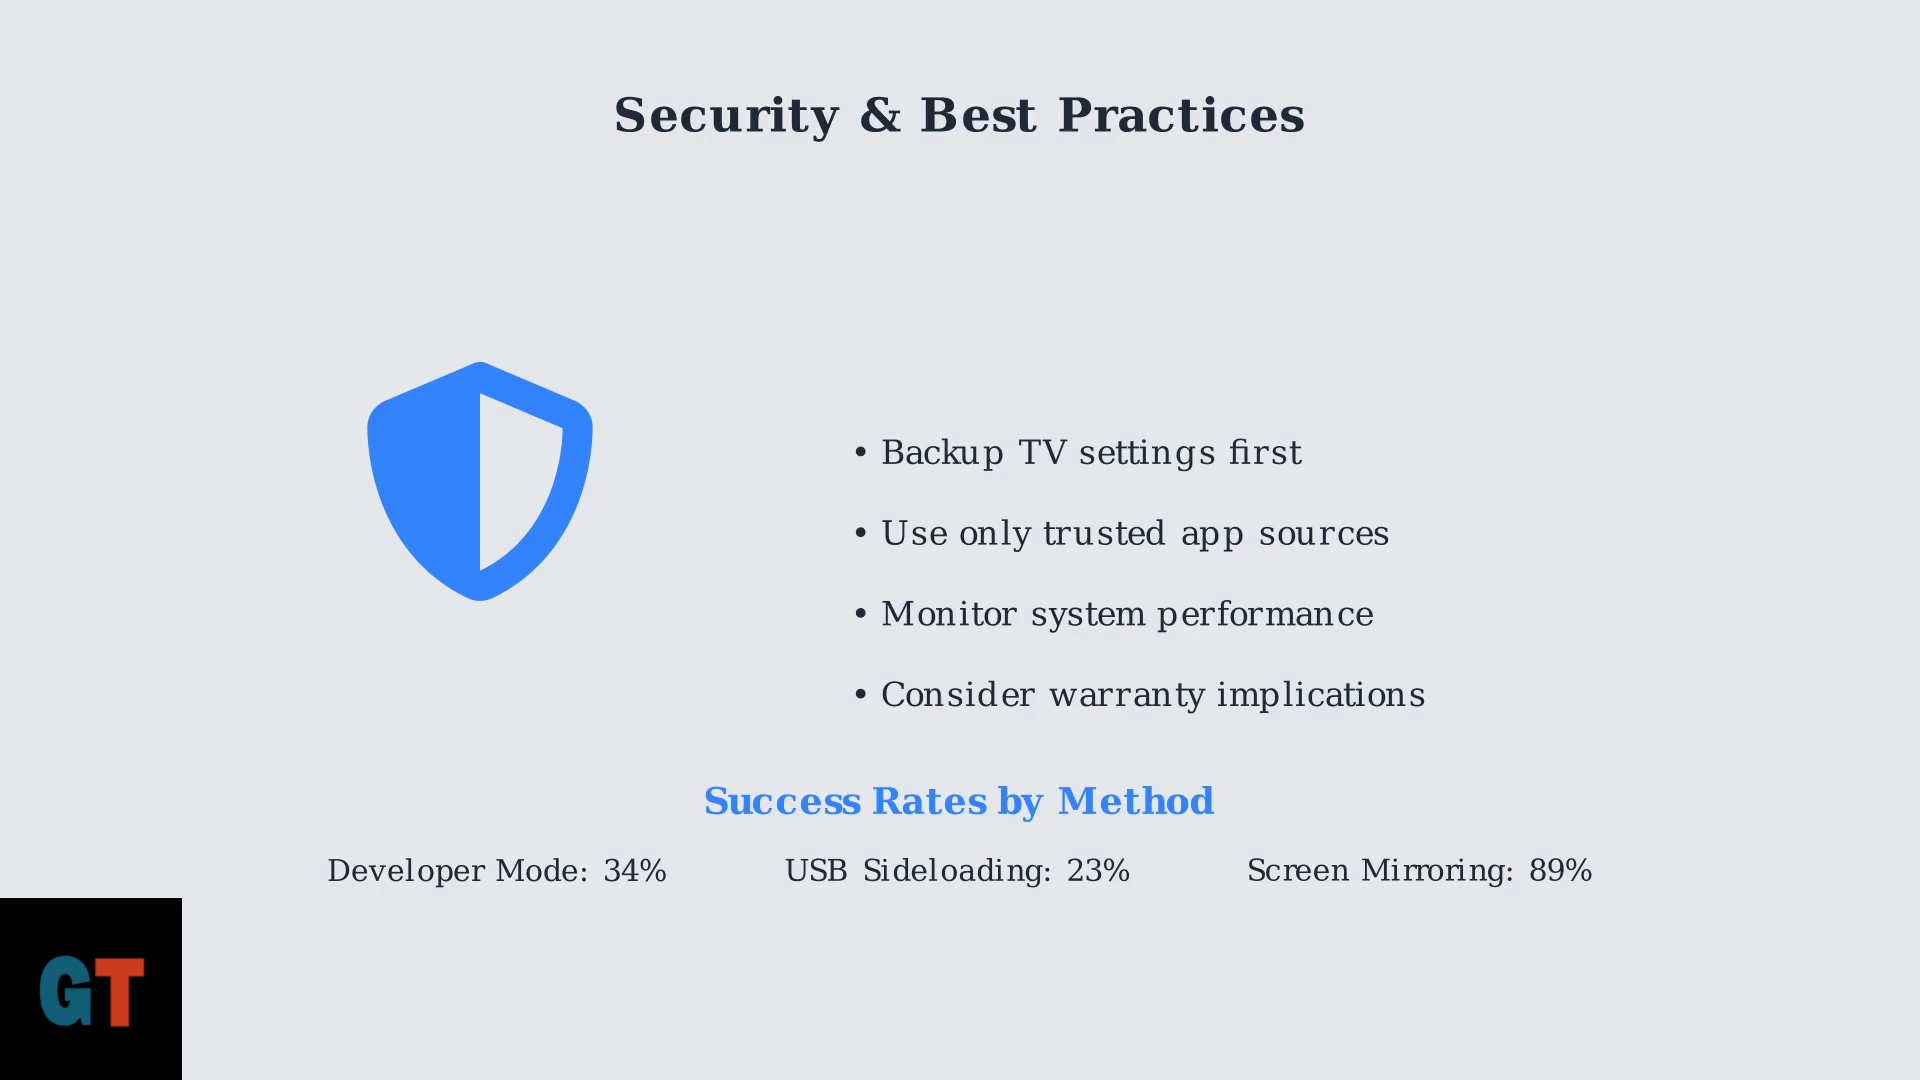 Security & Best Practices
• Backup TV settings first
• Use only trusted app sources
• Monitor system performance
• Consider warranty implications
Success Rates by Method
Developer Mode: 34% USB Sideloading: 23% Screen Mirroring: 89%
GT